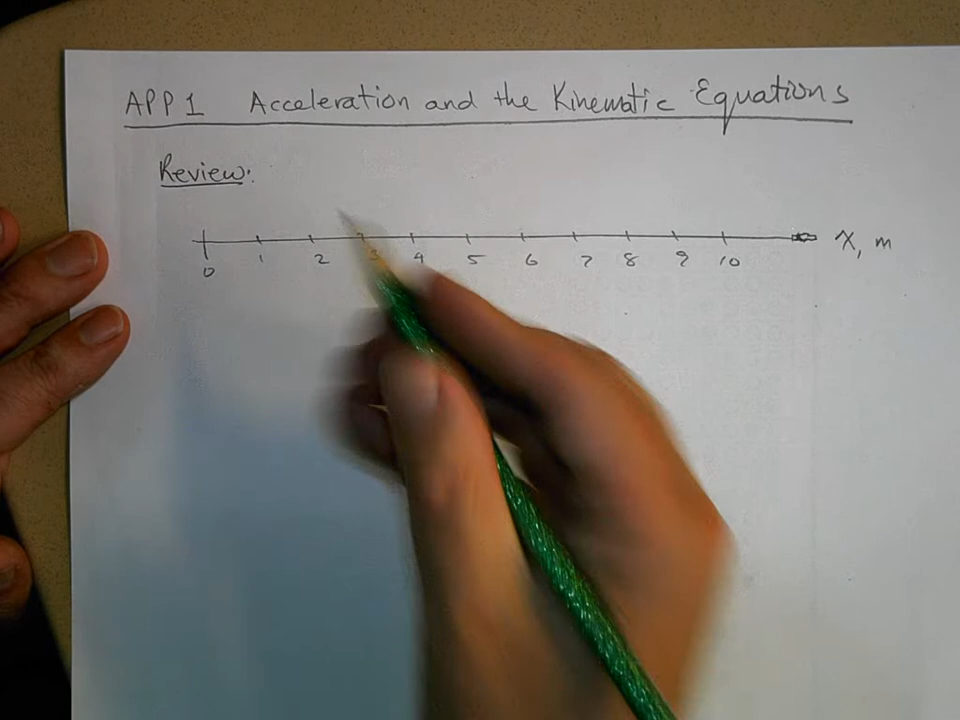 APP 1 Acceleration and the Kinematic Equations
Review:
0 1 2 3 4 5 6 7 8 9 10 X, m